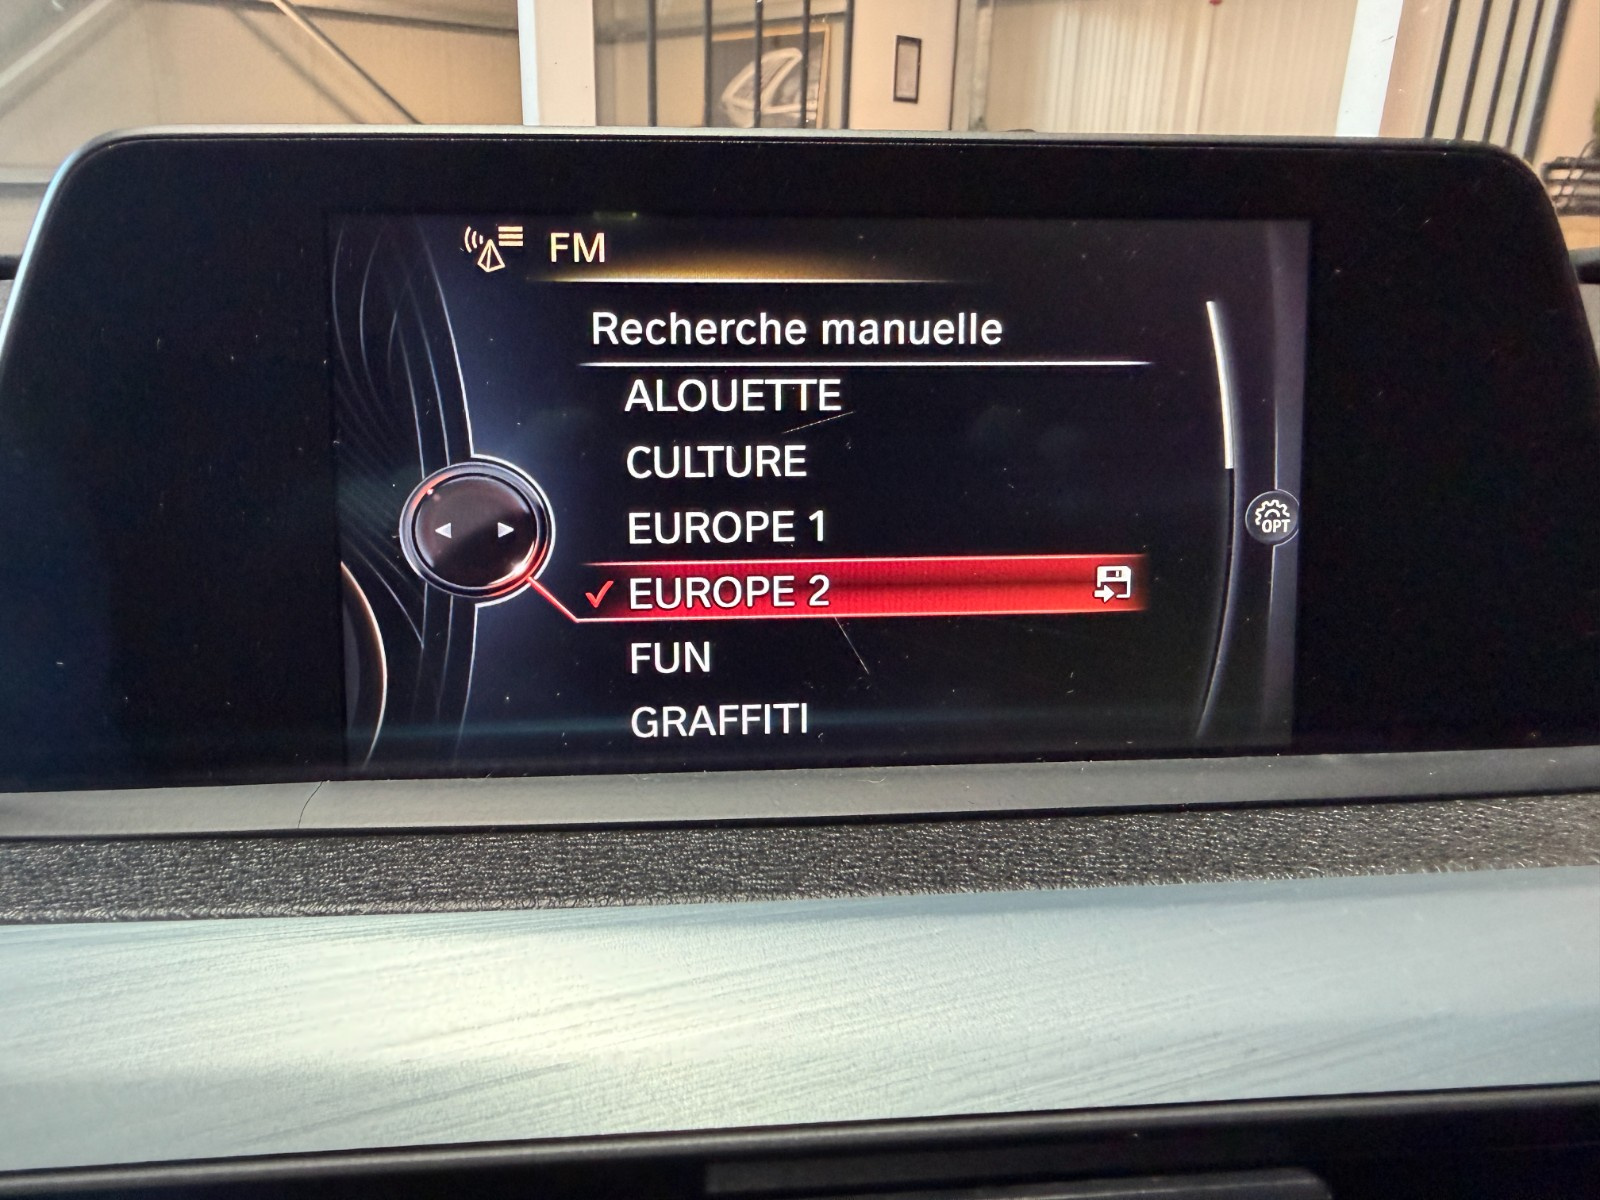 FM
Recherche manuelle
ALOUETTE
CULTURE
EUROPE 1
EUROPE 2
FUN
GRAFFITI
OPT